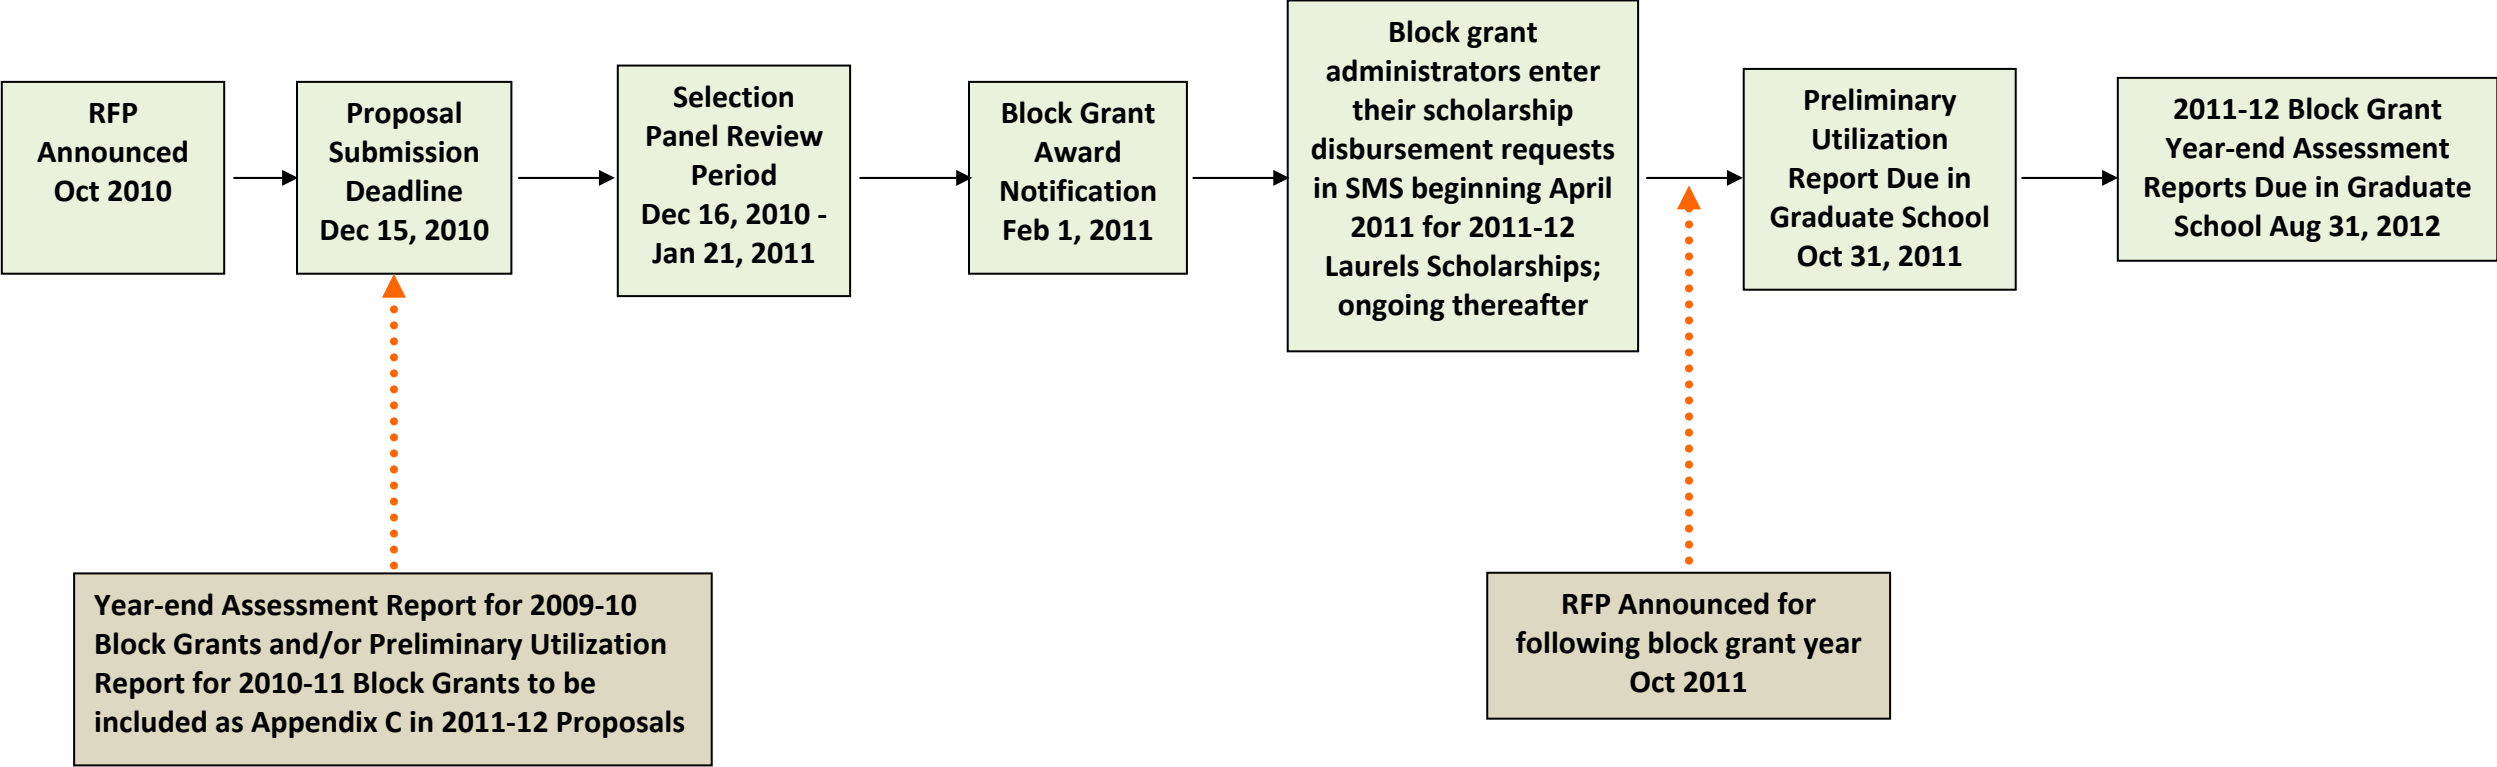 RFP
Announced
Oct 2010
Proposal
Submission
Deadline
Dec 15, 2010
Selection
Panel Review
Period
Dec 16, 2010 -
Jan 21, 2011
Block Grant
Award
Notification
Feb 1, 2011
Block grant
administrators enter
their scholarship
disbursement requests
in SMS beginning April
2011 for 2011-12
Laurels Scholarships;
ongoing thereafter
Preliminary
Utilization
Report Due in
Graduate School
Oct 31, 2011
2011-12 Block Grant
Year-end Assessment
Reports Due in Graduate
School Aug 31, 2012
Year-end Assessment Report for 2009-10
Block Grants and/or Preliminary Utilization
Report for 2010-11 Block Grants to be
included as Appendix C in 2011-12 Proposals
RFP Announced for
following block grant year
Oct 2011